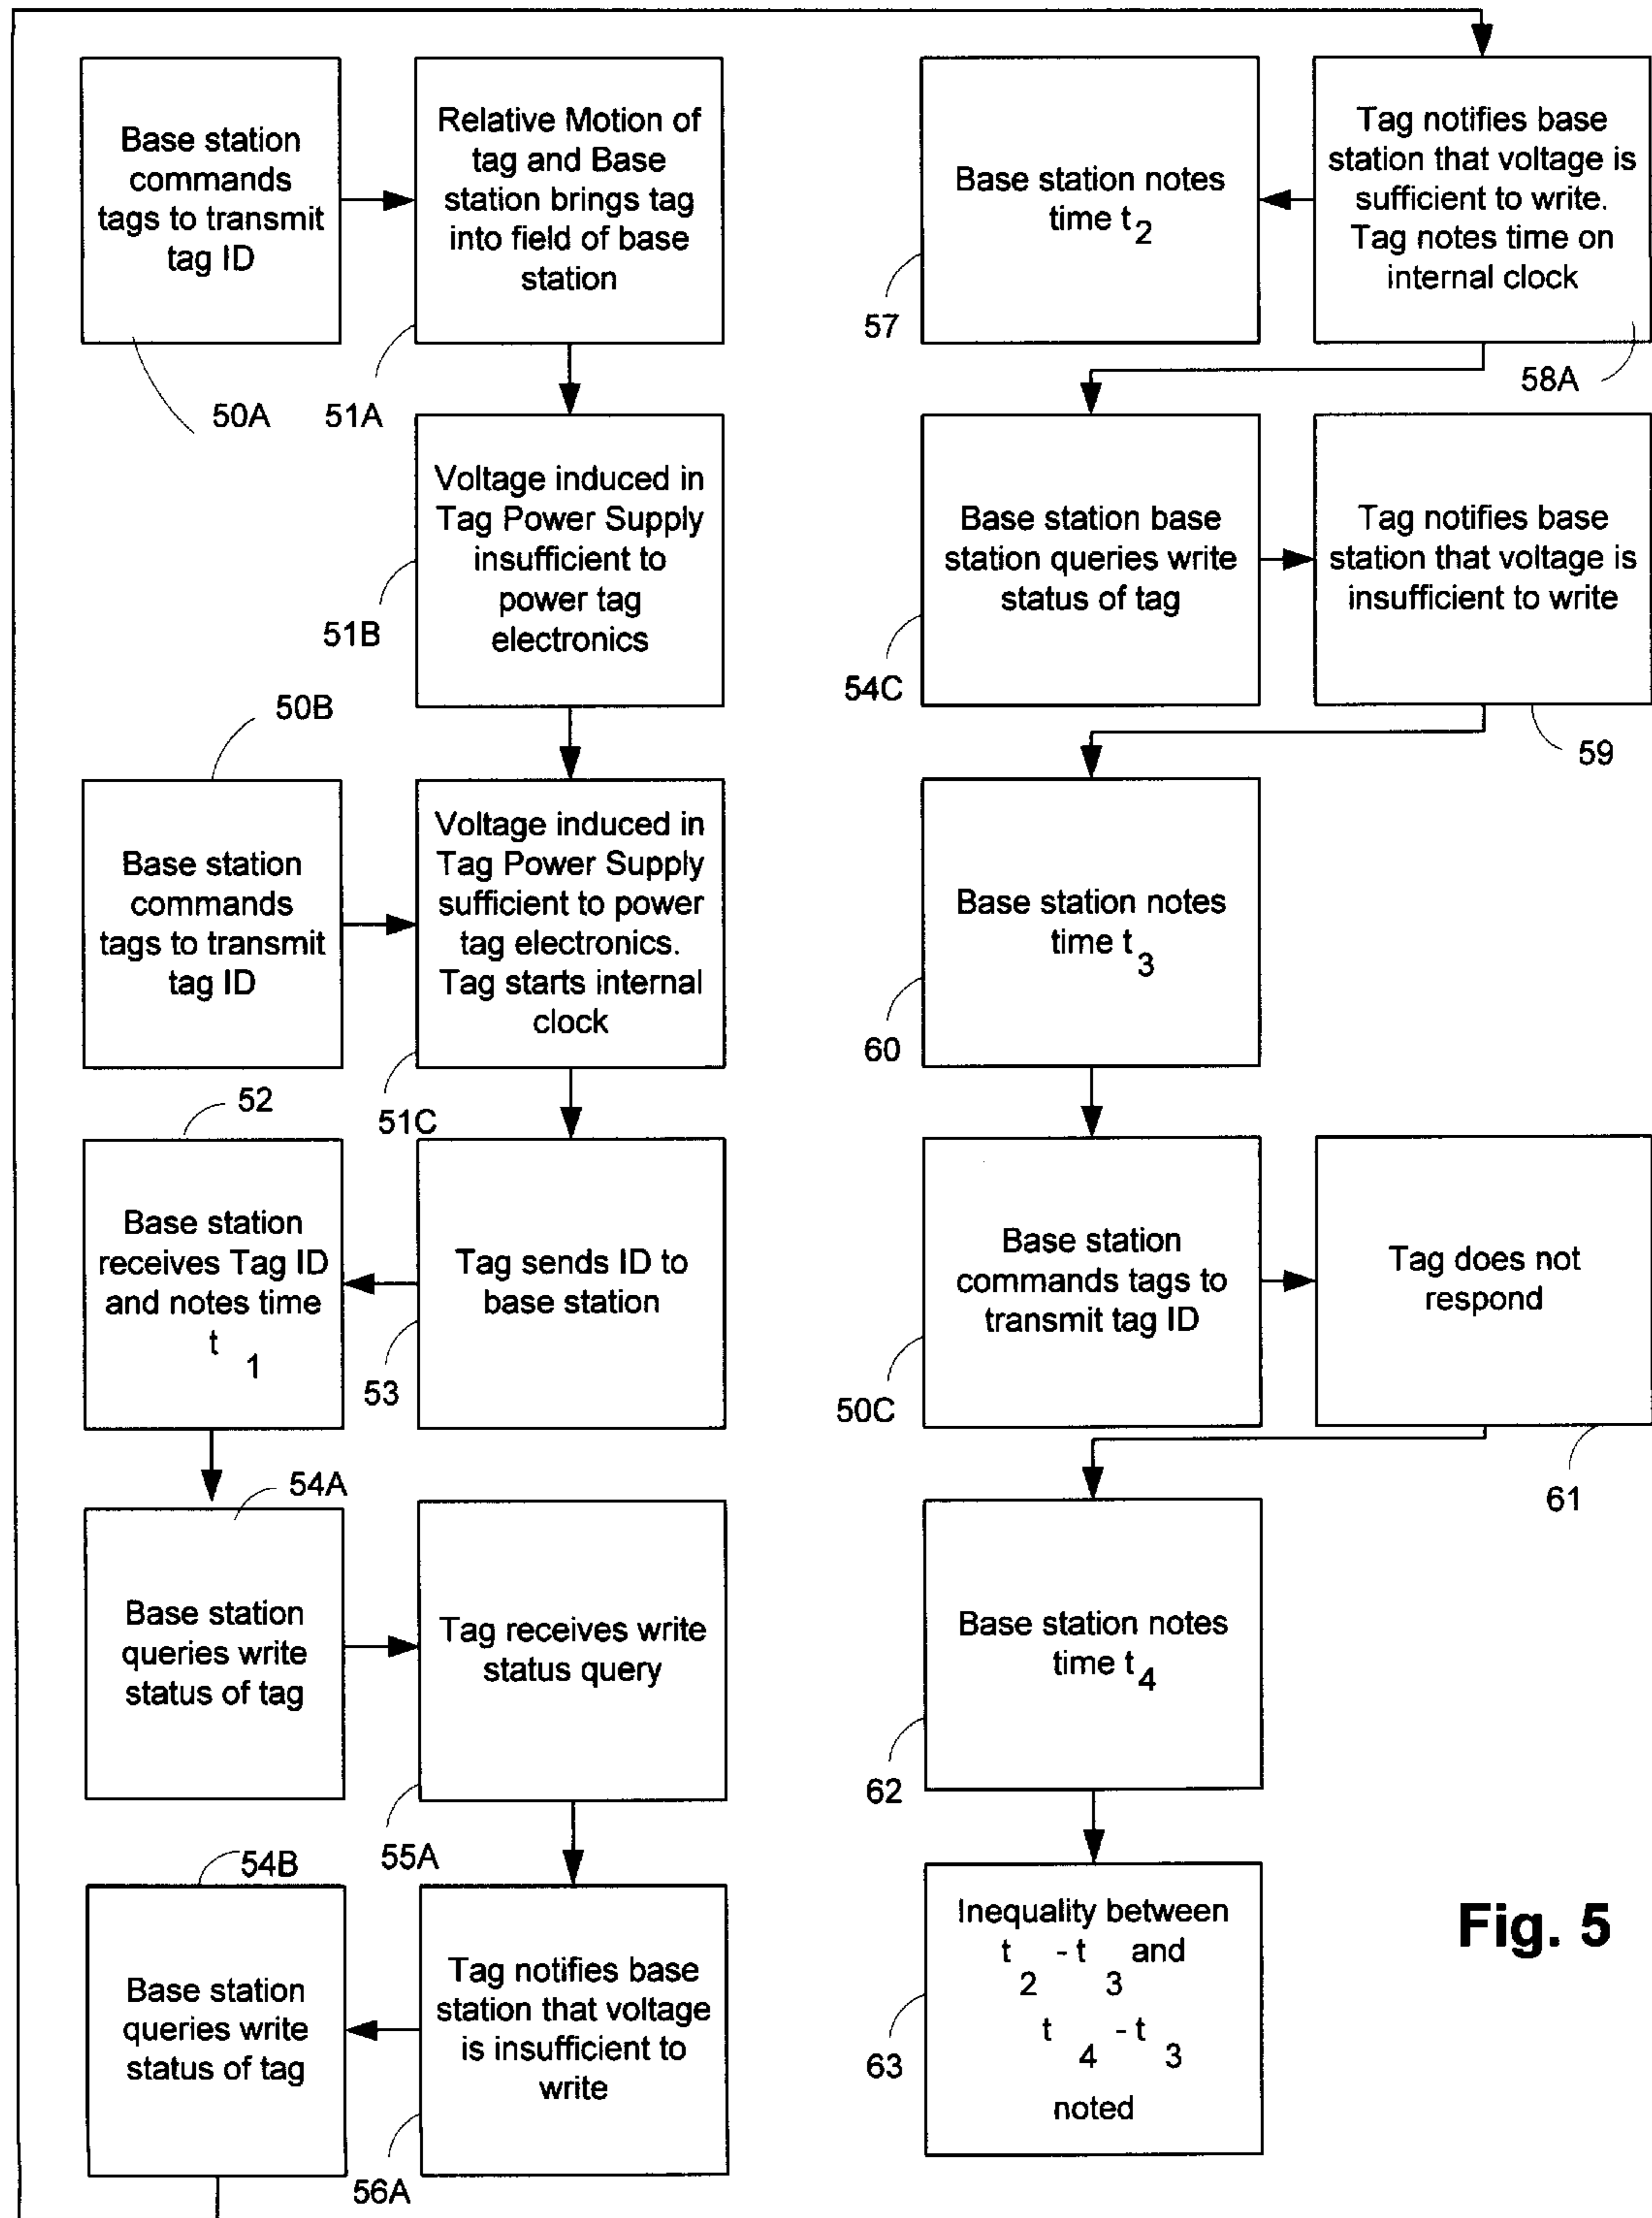 Base station
commands
tags to transmit
tag ID
50A
Relative Motion of
tag and Base
station brings tag
into field of base
station
51A
Voltage induced in
Tag Power Supply
insufficient to
power tag
electronics
51B
50B
Base station
commands
tags to transmit
tag ID
Voltage induced in
Tag Power Supply
sufficient to power
tag electronics.
Tag starts internal
clock
51C
52
Base station
receives Tag ID
and notes time
t 1
Tag sends ID to
base station
53
54A
Base station
queries write
status of tag
Tag receives write
status query
55A
54B
Base station
queries write
status of tag
Tag notifies base
station that voltage
is insufficient to
write
56A
Base station notes
time t2
57
Tag notifies base
station that voltage is
sufficient to write.
Tag notes time on
internal clock
58A
Base station base
station queries write
status of tag
54C
Tag notifies base
station that voltage is
insufficient to write
59
Base station notes
time t3
60
Base station
commands tags to
transmit tag ID
50C
Tag does not
respond
61
Base station notes
time t4
62
Inequality between
t2 - t3 and
t4 - t3
noted
63
Fig. 5